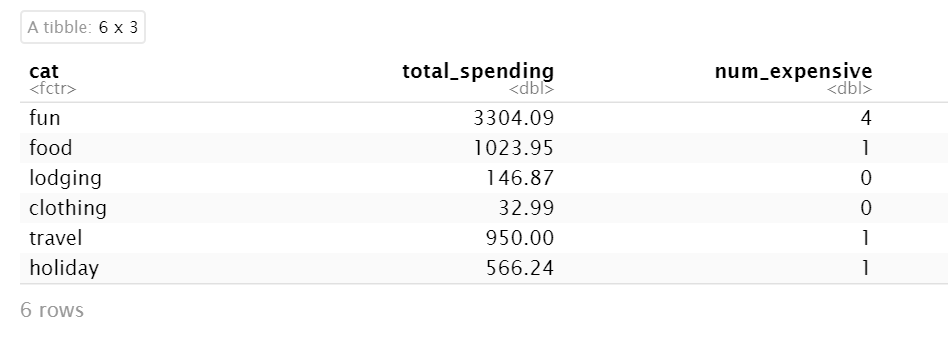 A tibble: 6 x 3
cat total_spending num_expensive
<fctr> <dbl> <dbl>
fun 3304.09 4
food 1023.95 1
lodging 146.87 0
clothing 32.99 0
travel 950.00 1
holiday 566.24 1
6 rows